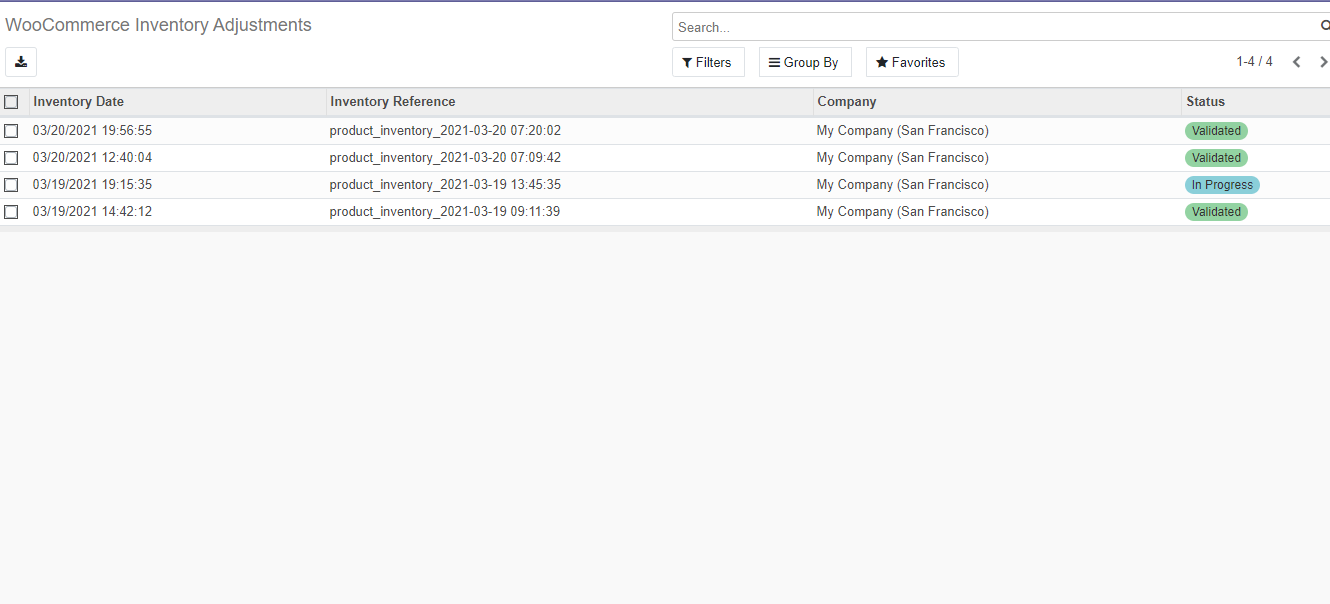 WooCommerce Inventory Adjustments
Search...
Filters Group By Favorites 1-4 / 4
Inventory Date Inventory Reference Company Status
03/20/2021 19:56:55 product_inventory_2021-03-20 07:20:02 My Company (San Francisco) Validated
03/20/2021 12:40:04 product_inventory_2021-03-20 07:09:42 My Company (San Francisco) Validated
03/19/2021 19:15:35 product_inventory_2021-03-19 13:45:35 My Company (San Francisco) In Progress
03/19/2021 14:42:12 product_inventory_2021-03-19 09:11:39 My Company (San Francisco) Validated